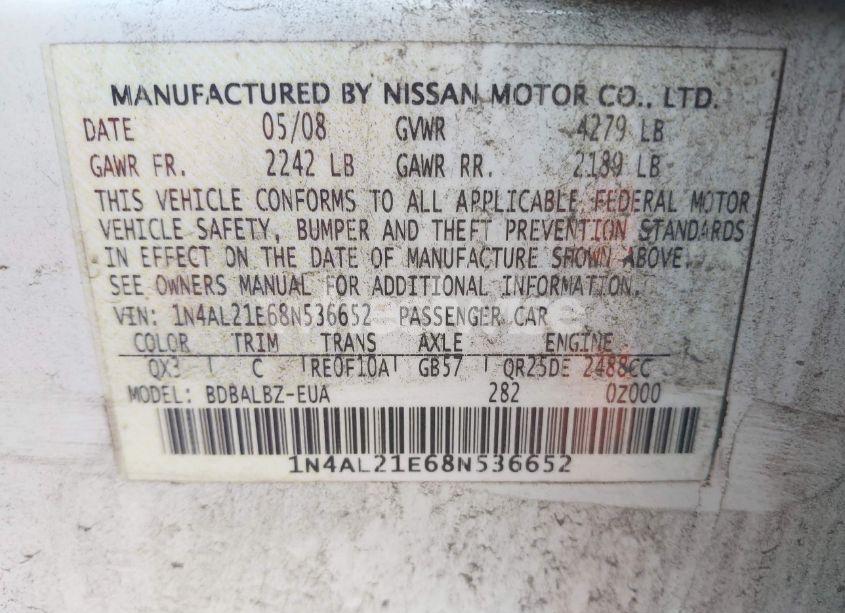 MANUFACTURED BY NISSAN MOTOR CO., LTD.
DATE 05/08 GVWR 4279 LB
GAWR FR. 2242 LB GAWR RR. 2189 LB
THIS VEHICLE CONFORMS TO ALL APPLICABLE FEDERAL MOTOR
VEHICLE SAFETY, BUMPER AND THEFT PREVENTION STANDARDS
IN EFFECT ON THE DATE OF MANUFACTURE SHOWN ABOVE.
SEE OWNERS MANUAL FOR ADDITIONAL INFORMATION.
VIN: 1N4AL21E68N536652 PASSENGER CAR
COLOR TRIM TRANS AXLE ENGINE
QX3 C RE0F10A GB57 QR25DE 2488CC
MODEL: BDBALBZ-EUA 282 0Z000
1N4AL21E68N536652